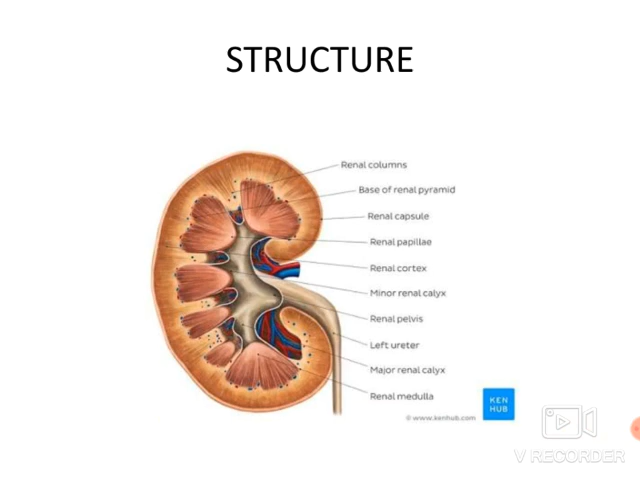 STRUCTURE
Renal columns
Base of renal pyramid
Renal capsule
Renal papillae
Renal cortex
Minor renal calyx
Renal pelvis
Left ureter
Major renal calyx
Renal medulla
KEN
HUB
© www.kenhub.com
V RECORDER